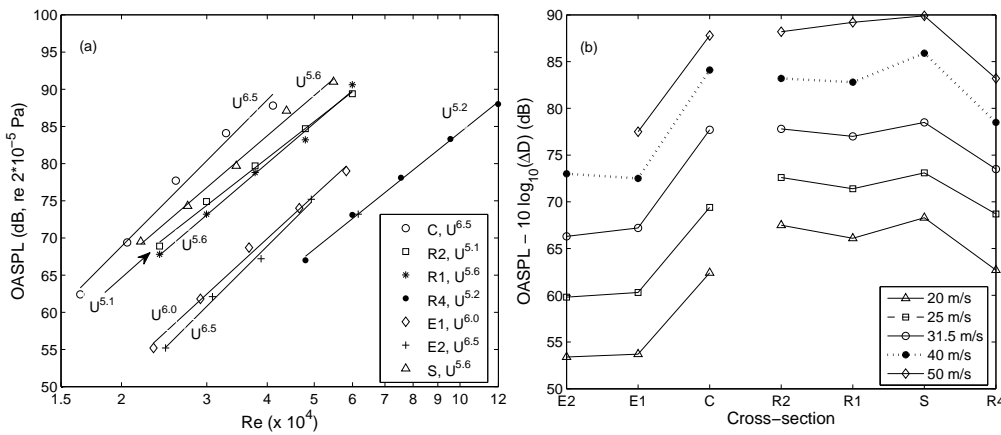 (a)
OASPL (dB, re 2*10^-5 Pa)
100
95
90
85
80
75
70
65
60
55
50
U^6.5
U^5.6
U^5.2
U^5.6
U^5.1
U^6.0
U^6.5
C, U^6.5
R2, U^5.1
R1, U^5.6
R4, U^5.2
E1, U^6.0
E2, U^6.5
S, U^5.6
1.5 2 3 4 5 6 7 8 9 10 12
Re (x 10^4)
(b)
OASPL − 10 log_10(ΔD) (dB)
90
85
80
75
70
65
60
55
50
20 m/s
25 m/s
31.5 m/s
40 m/s
50 m/s
E2 E1 C R2 R1 S R4
Cross−section